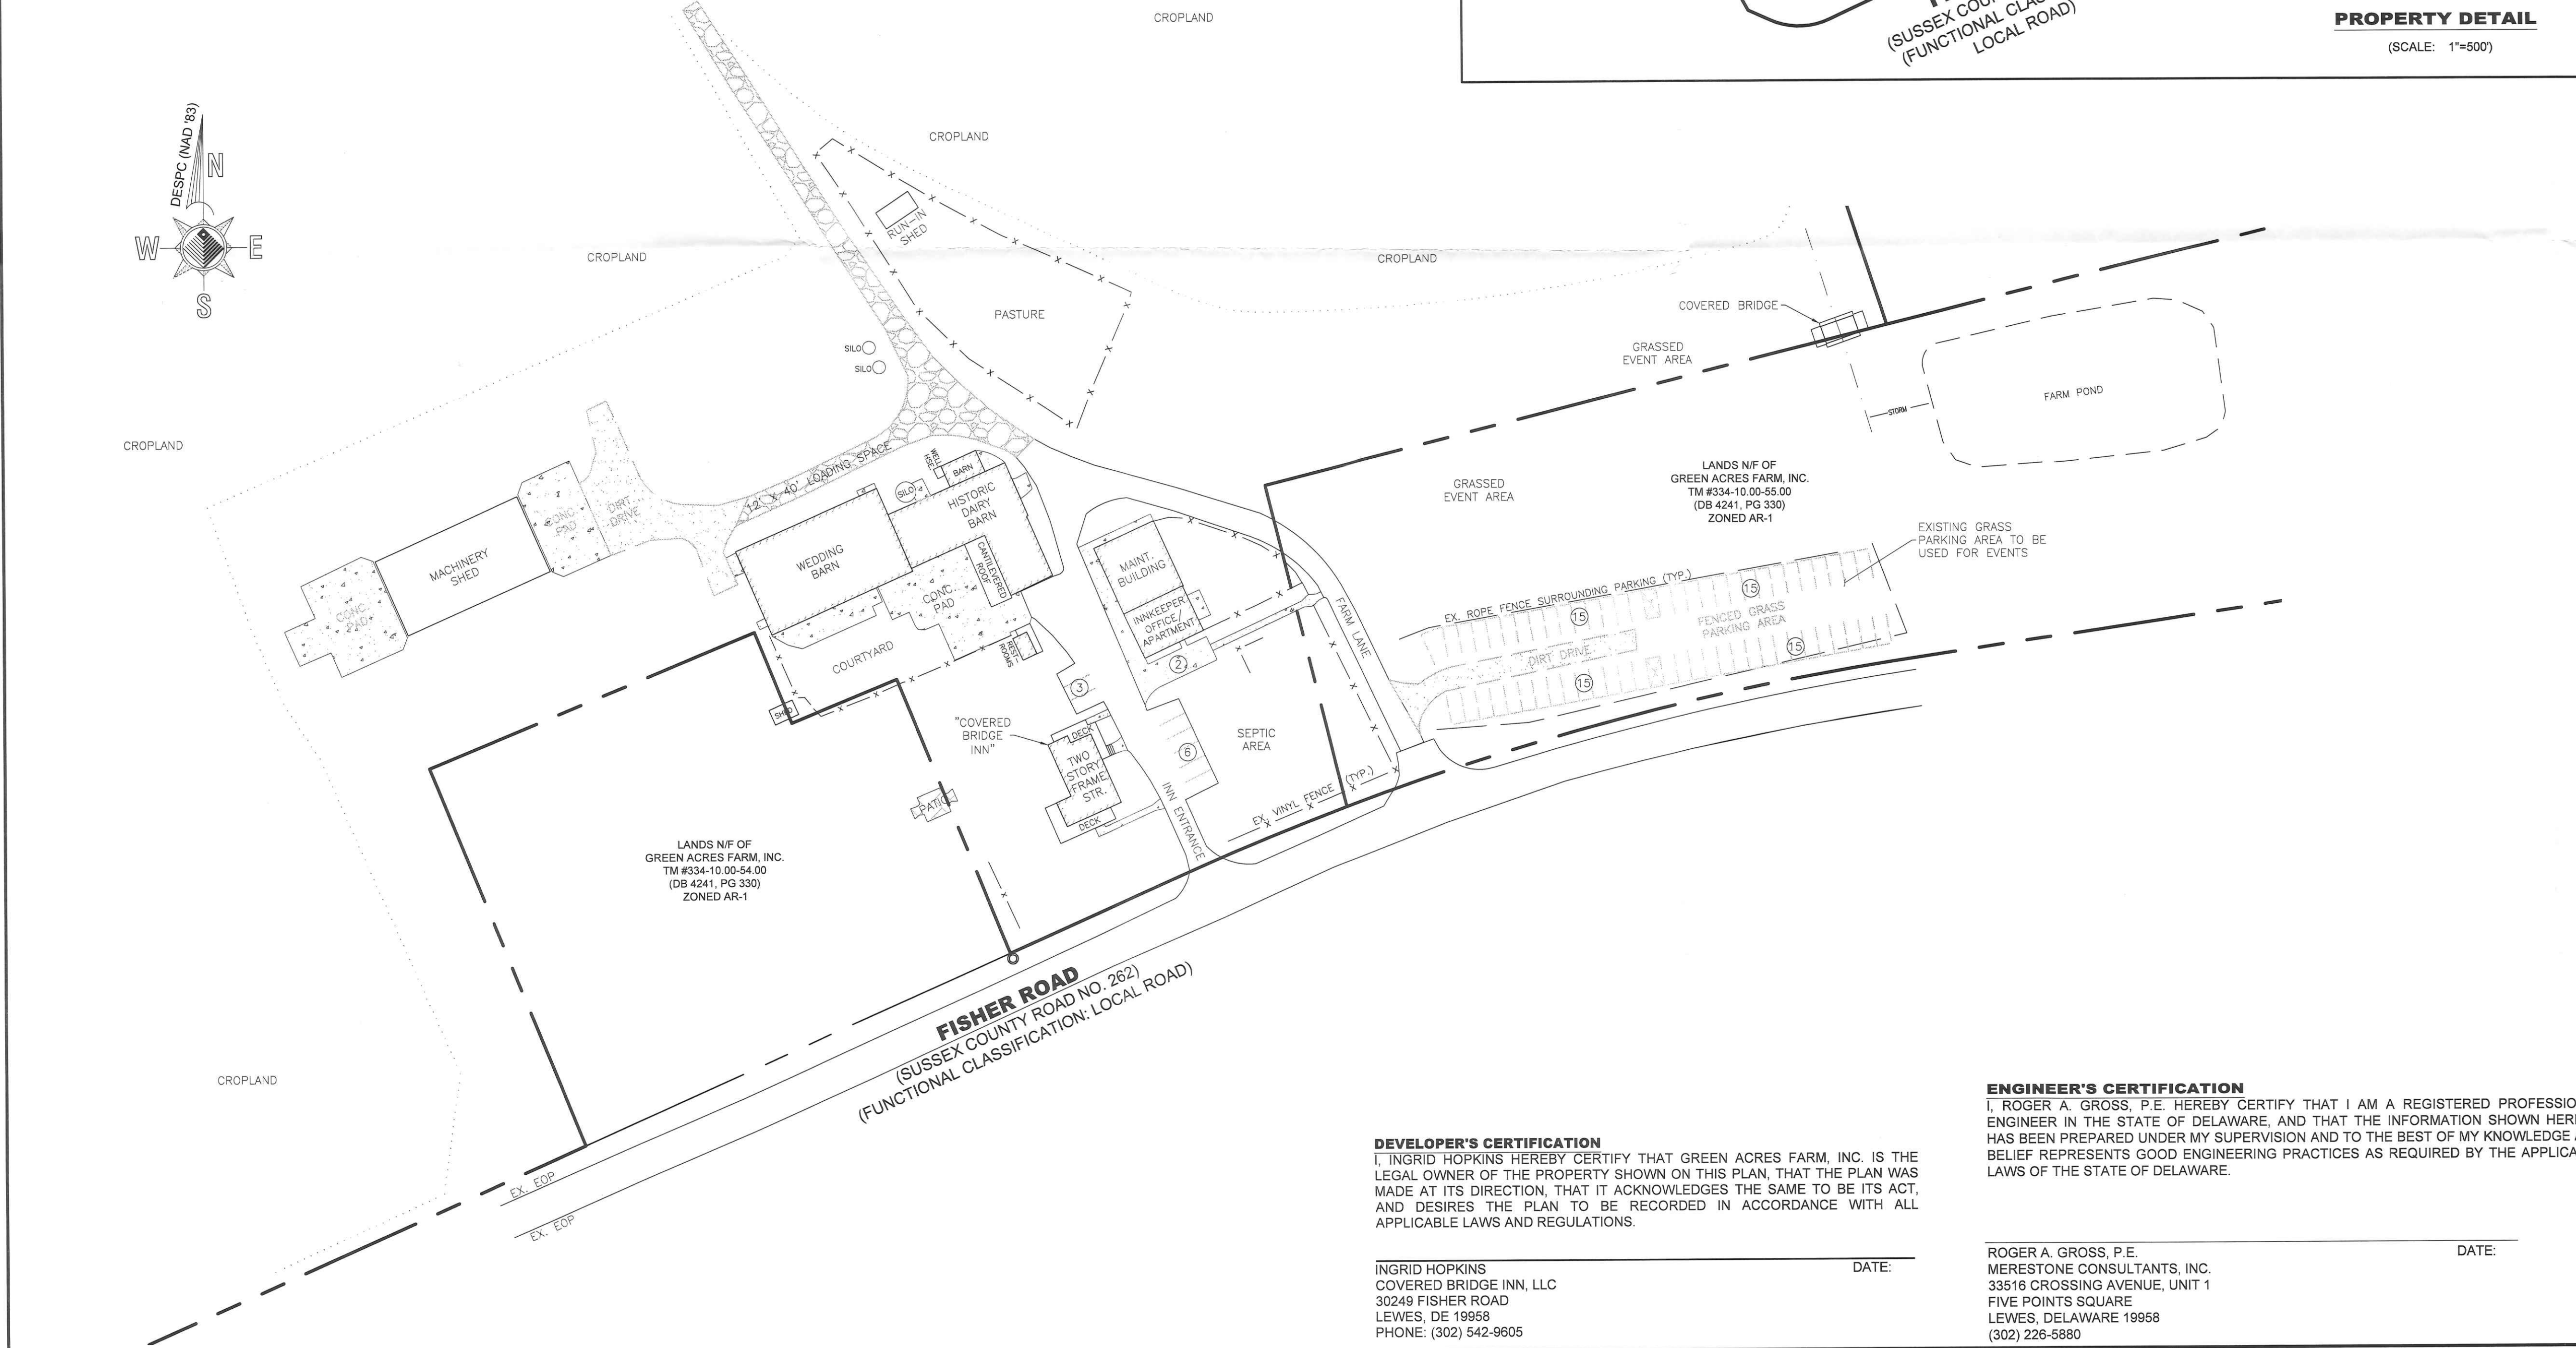 CROPLAND
(SUSSEX COU
(FUNCTIONAL CLAS
LOCAL ROAD)
PROPERTY DETAIL
(SCALE: 1"=500')
DESPC (NAD '83)
N
W
E
S
CROPLAND
RUN-IN
SHED
CROPLAND
CROPLAND
PASTURE
COVERED BRIDGE
GRASSED
EVENT AREA
SILO
SILO
FARM POND
STORM
CROPLAND
12' X 40' LOADING SPACE
WELL
HSE.
BARN
SILO
HISTORIC
DAIRY
BARN
GRASSED
EVENT AREA
LANDS N/F OF
GREEN ACRES FARM, INC.
TM #334-10.00-55.00
(DB 4241, PG 330)
ZONED AR-1
EXISTING GRASS
PARKING AREA TO BE
USED FOR EVENTS
CONC.
PAD
DIRT
DRIVE
MACHINERY
SHED
CONC.
PAD
WEDDING
BARN
CANTILEVERED
ROOF
CONC.
PAD
MAINT.
BUILDING
INNKEEPER
OFFICE/
APARTMENT
2
REST-
ROOMS
COURTYARD
SHED
3
FARM LANE
EX. ROPE FENCE SURROUNDING PARKING (TYP.)
15
15
FENCED GRASS
PARKING AREA
DIRT DRIVE
15
15
"COVERED
BRIDGE
INN"
DECK
TWO
STORY
FRAME
STR.
DECK
6
SEPTIC
AREA
EX. VINYL FENCE (TYP.)
INN ENTRANCE
PATIO
LANDS N/F OF
GREEN ACRES FARM, INC.
TM #334-10.00-54.00
(DB 4241, PG 330)
ZONED AR-1
FISHER ROAD
(SUSSEX COUNTY ROAD NO. 262)
(FUNCTIONAL CLASSIFICATION: LOCAL ROAD)
CROPLAND
EX. EOP
EX. EOP
DEVELOPER'S CERTIFICATION
I, INGRID HOPKINS HEREBY CERTIFY THAT GREEN ACRES FARM, INC. IS THE
LEGAL OWNER OF THE PROPERTY SHOWN ON THIS PLAN, THAT THE PLAN WAS
MADE AT ITS DIRECTION, THAT IT ACKNOWLEDGES THE SAME TO BE ITS ACT,
AND DESIRES THE PLAN TO BE RECORDED IN ACCORDANCE WITH ALL
APPLICABLE LAWS AND REGULATIONS.
INGRID HOPKINS
DATE:
COVERED BRIDGE INN, LLC
30249 FISHER ROAD
LEWES, DE 19958
PHONE: (302) 542-9605
ENGINEER'S CERTIFICATION
I, ROGER A. GROSS, P.E. HEREBY CERTIFY THAT I AM A REGISTERED PROFESSIO
ENGINEER IN THE STATE OF DELAWARE, AND THAT THE INFORMATION SHOWN HER
HAS BEEN PREPARED UNDER MY SUPERVISION AND TO THE BEST OF MY KNOWLEDGE
BELIEF REPRESENTS GOOD ENGINEERING PRACTICES AS REQUIRED BY THE APPLICA
LAWS OF THE STATE OF DELAWARE.
ROGER A. GROSS, P.E.
DATE:
MERESTONE CONSULTANTS, INC.
33516 CROSSING AVENUE, UNIT 1
FIVE POINTS SQUARE
LEWES, DELAWARE 19958
(302) 226-5880